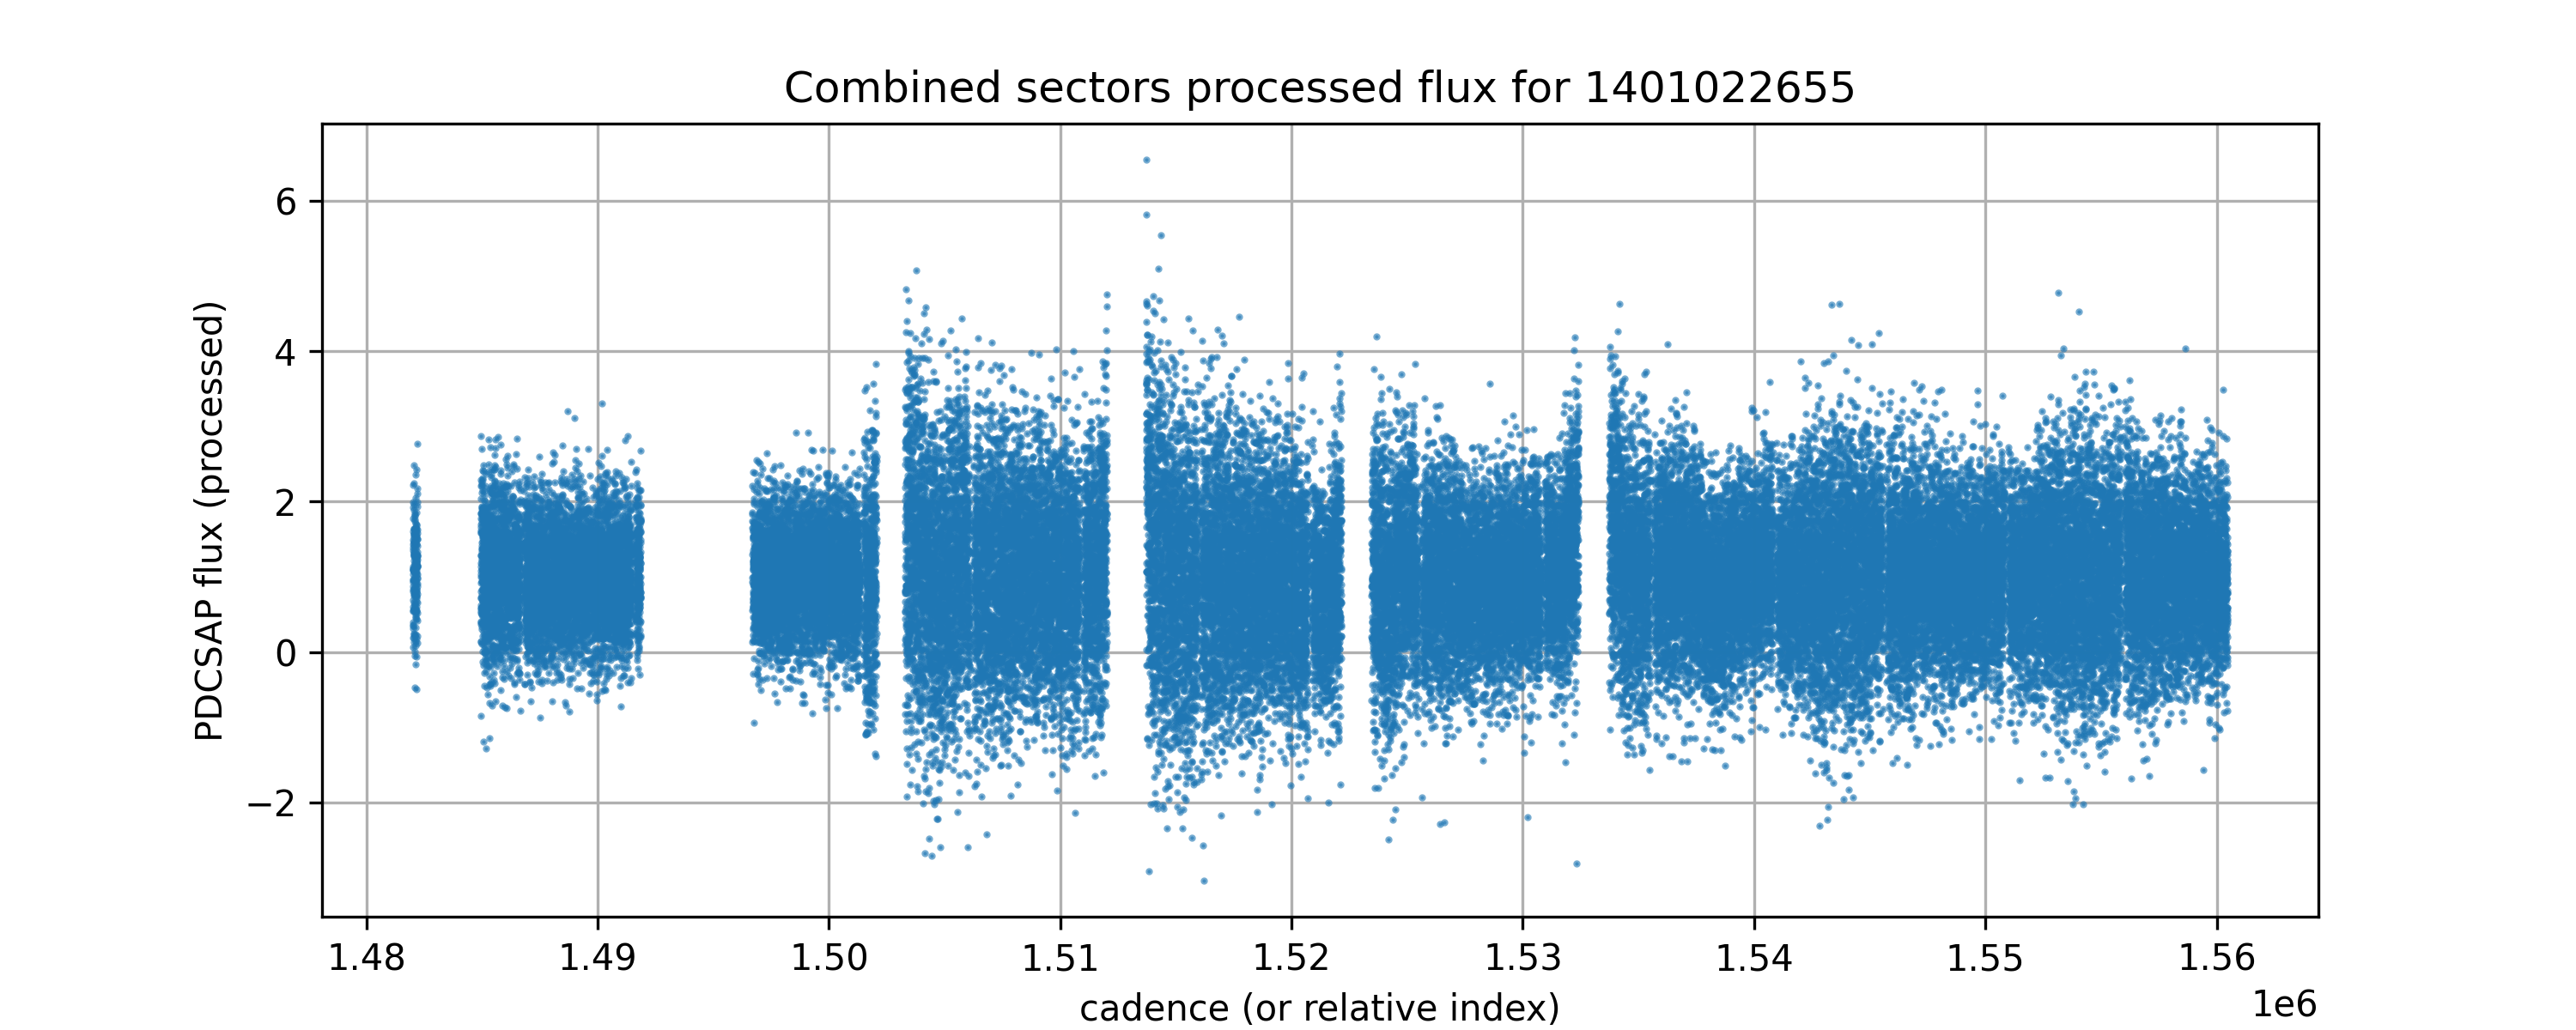 Combined sectors processed flux for 1401022655
PDCSAP flux (processed)
6
4
2
0
−2
1.48 1.49 1.50 1.51 1.52 1.53 1.54 1.55 1.56
1e6
cadence (or relative index)